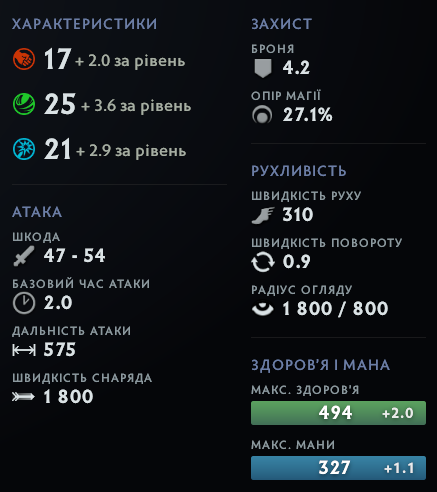 ХАРАКТЕРИСТИКИ
17 + 2.0 за рівень
25 + 3.6 за рівень
21 + 2.9 за рівень
АТАКА
ШКОДА
47 - 54
БАЗОВИЙ ЧАС АТАКИ
2.0
ДАЛЬНІСТЬ АТАКИ
575
ШВИДКІСТЬ СНАРЯДА
1 800
ЗАХИСТ
БРОНЯ
4.2
ОПІР МАГІЇ
27.1%
РУХЛИВІСТЬ
ШВИДКІСТЬ РУХУ
310
ШВИДКІСТЬ ПОВОРОТУ
0.9
РАДІУС ОГЛЯДУ
1 800 / 800
ЗДОРОВ'Я І МАНА
МАКС. ЗДОРОВ'Я
494 +2.0
МАКС. МАНИ
327 +1.1